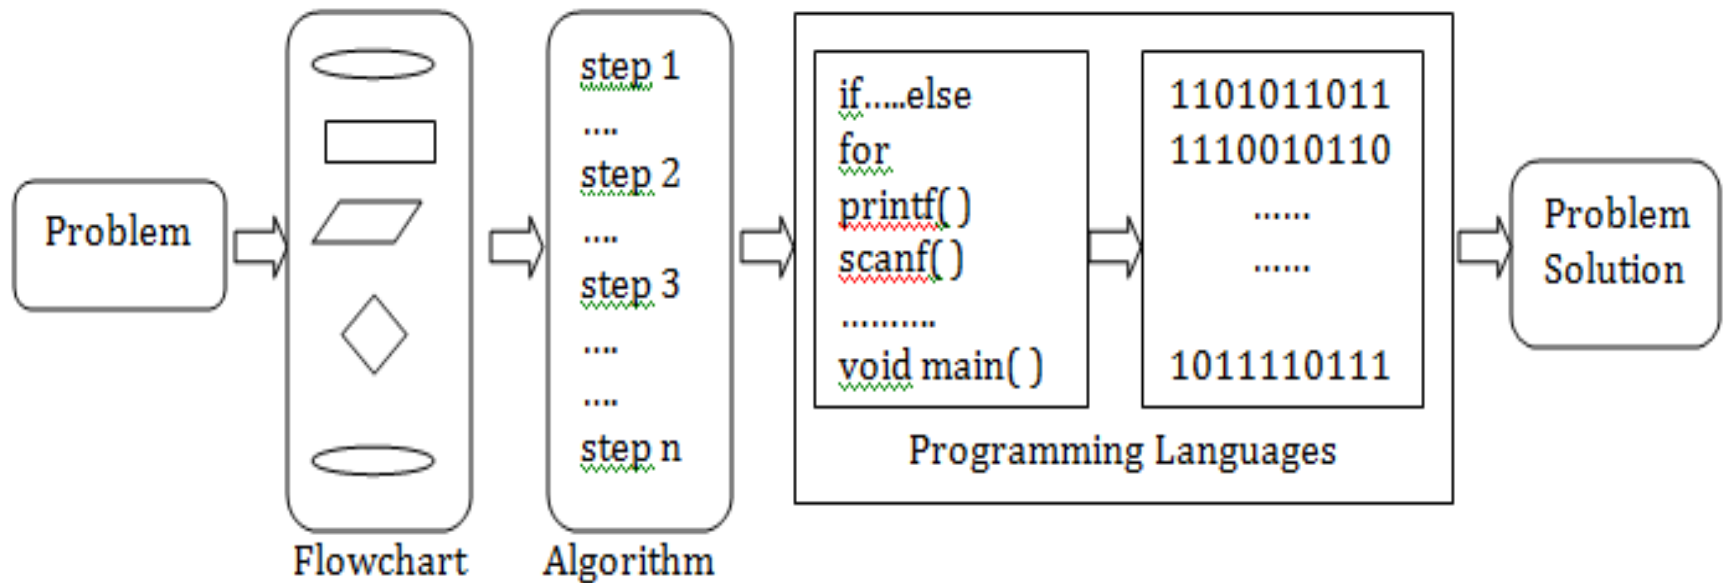 Problem
Flowchart
step 1
....
step 2
....
step 3
....
....
step n
Algorithm
if.....else
for
printf( )
scanf( )
..........
void main( )
1101011011
1110010110
......
......
1011110111
Programming Languages
Problem
Solution